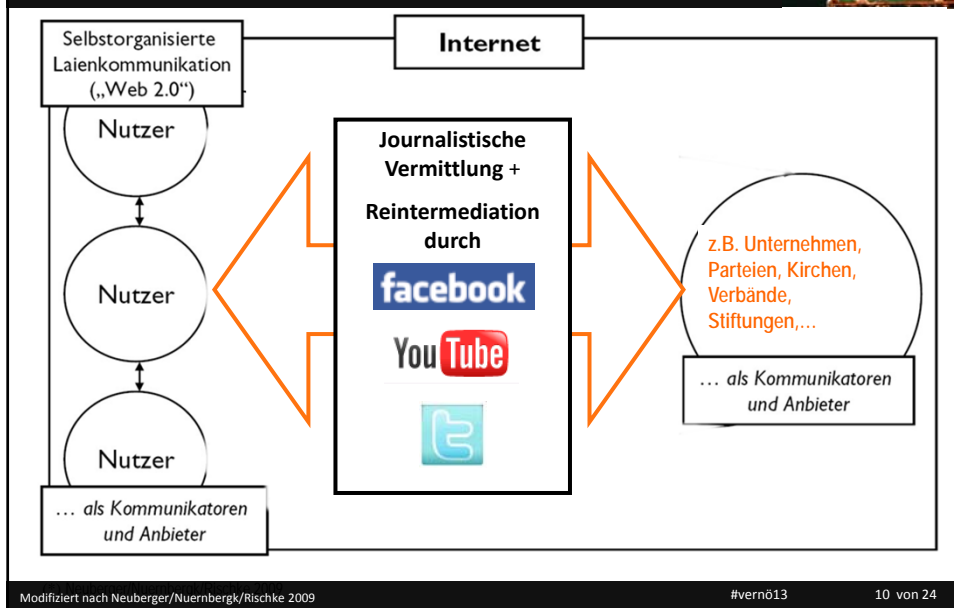 Selbstorganisierte
Laienkommunikation
(„Web 2.0“)
Internet
Nutzer
Nutzer
Nutzer
… als Kommunikatoren
und Anbieter
Journalistische
Vermittlung +
Reintermediation
durch
facebook
You Tube
t
z.B. Unternehmen,
Parteien, Kirchen,
Verbände,
Stiftungen,...
… als Kommunikatoren
und Anbieter
Modifiziert nach Neuberger/Nuernbergk/Rischke 2009
#vernö13
10 von 24